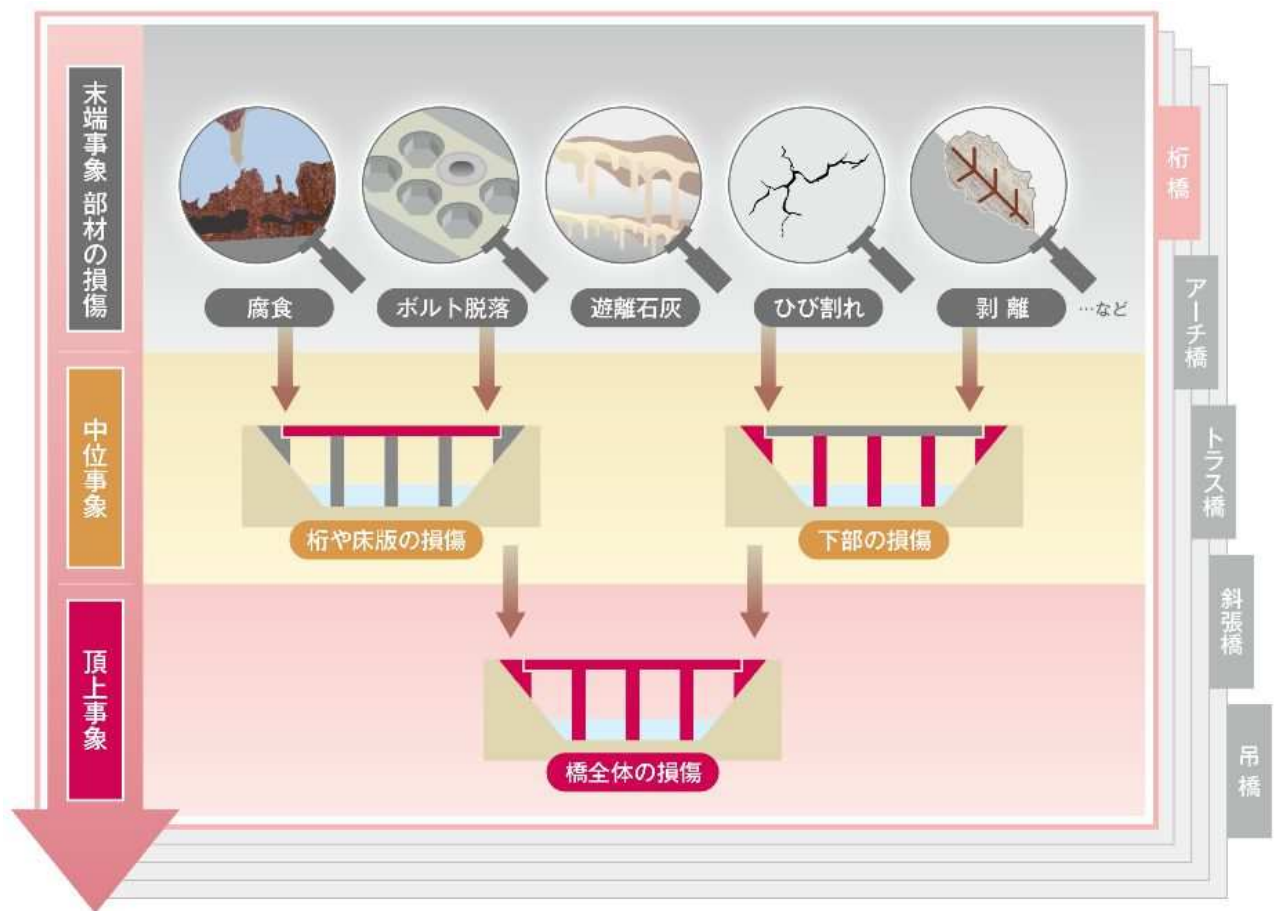 末端事象 部材の損傷
腐食
ボルト脱落
遊離石灰
ひび割れ
剥 離
…など
中位事象
桁や床版の損傷
下部の損傷
頂上事象
橋全体の損傷
桁橋
アーチ橋
トラス橋
斜張橋
吊橋